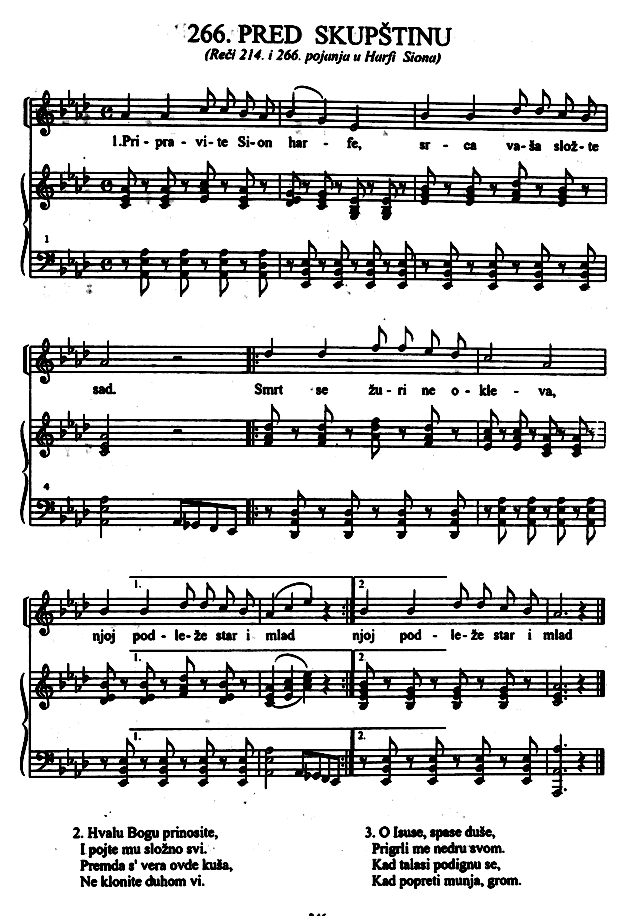 266. PRED SKUPŠTINU
(Reči 214. i 266. pojanja u Harfi Siona)
1.Pri - pra - vi - te Si - on har - fe, sr - ca va - ša slož - te
1
sad. Smrt se žu - ri ne o - kle - va,
4
1. 2.
njoj pod - le - že star i mlad njoj pod - le - že star i mlad
1. 2.
1. 2.
2. Hvalu Bogu prinosite,
I pojte mu složno svi.
Premda s' vera ovde kuša,
Ne klonite duhom vi.
3. O Isuse, spase duše,
Prigrli me nedru svom.
Kad talasi podignu se,
Kad popreti munja, grom.